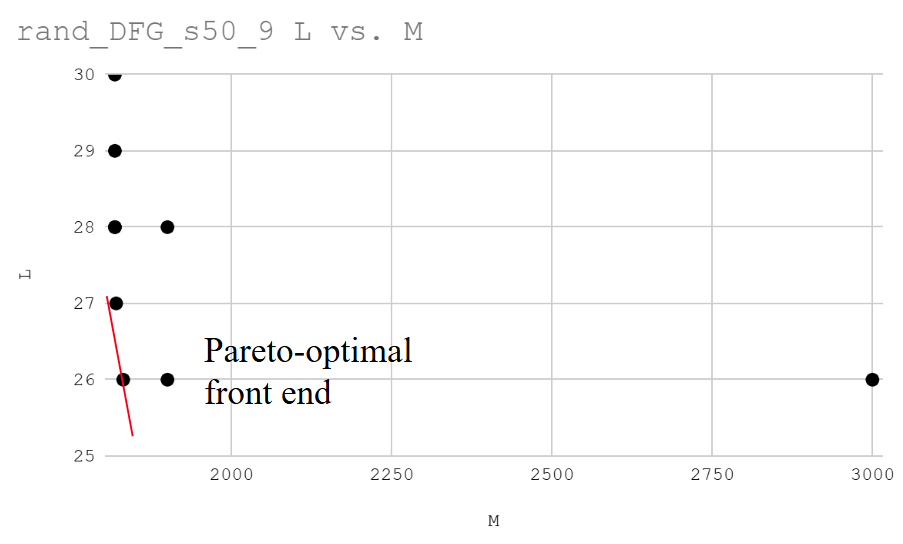 rand_DFG_s50_9 L vs. M
30
29
28
27
26
25
L
Pareto-optimal
front end
2000 2250 2500 2750 3000
M